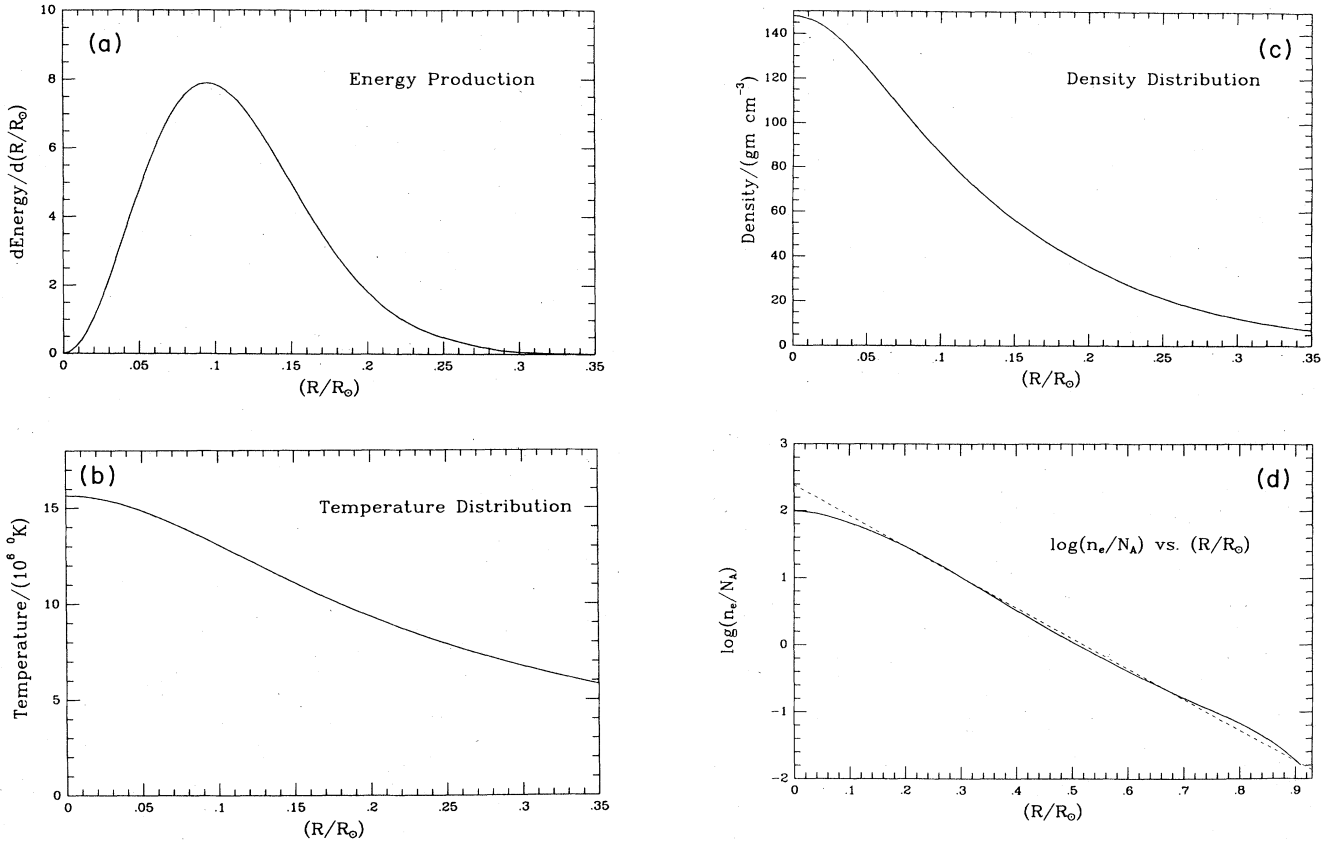 (a)
Energy Production
dEnergy/d(R/R⊙)
10
8
6
4
2
0
0 .05 .1 .15 .2 .25 .3 .35
(R/R⊙)
(c)
Density Distribution
Density/(gm cm⁻³)
140
120
100
80
60
40
20
0
0 .05 .1 .15 .2 .25 .3 .35
(R/R⊙)
(b)
Temperature Distribution
Temperature/(10⁶ ⁰K)
15
10
5
0
0 .05 .1 .15 .2 .25 .3 .35
(R/R⊙)
(d)
log(nₑ/N_A) vs. (R/R⊙)
log(nₑ/N_A)
3
2
1
0
-1
-2
0 .1 .2 .3 .4 .5 .6 .7 .8 .9
(R/R⊙)